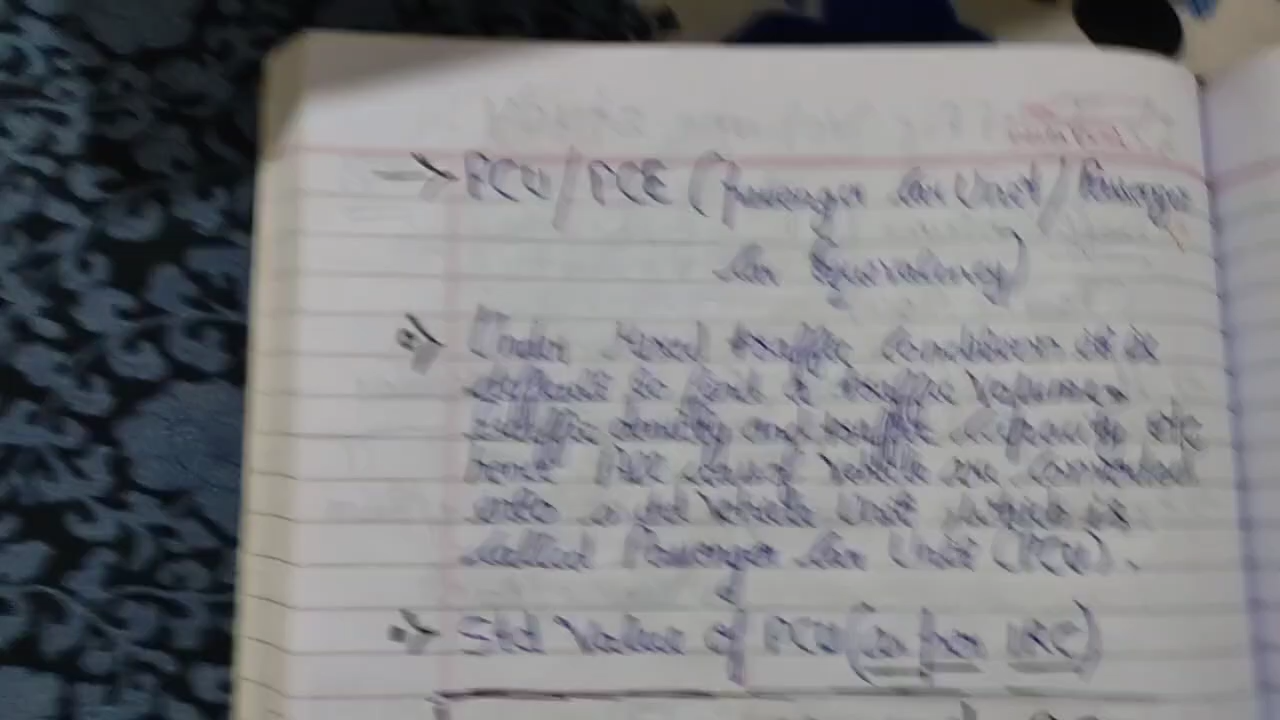 → PCU/PCE (Passenger Car Unit/Passenger
Car Equivalency)
Under Mixed traffic Condition it is
difficult to find traffic Volume
traffic density and traffic Capacity etc
hence All Vehicle are Converted
into a Vehicle Unit which is
Called Passenger Car Unit (PCU).
Std Value of PCU (as per IRC)